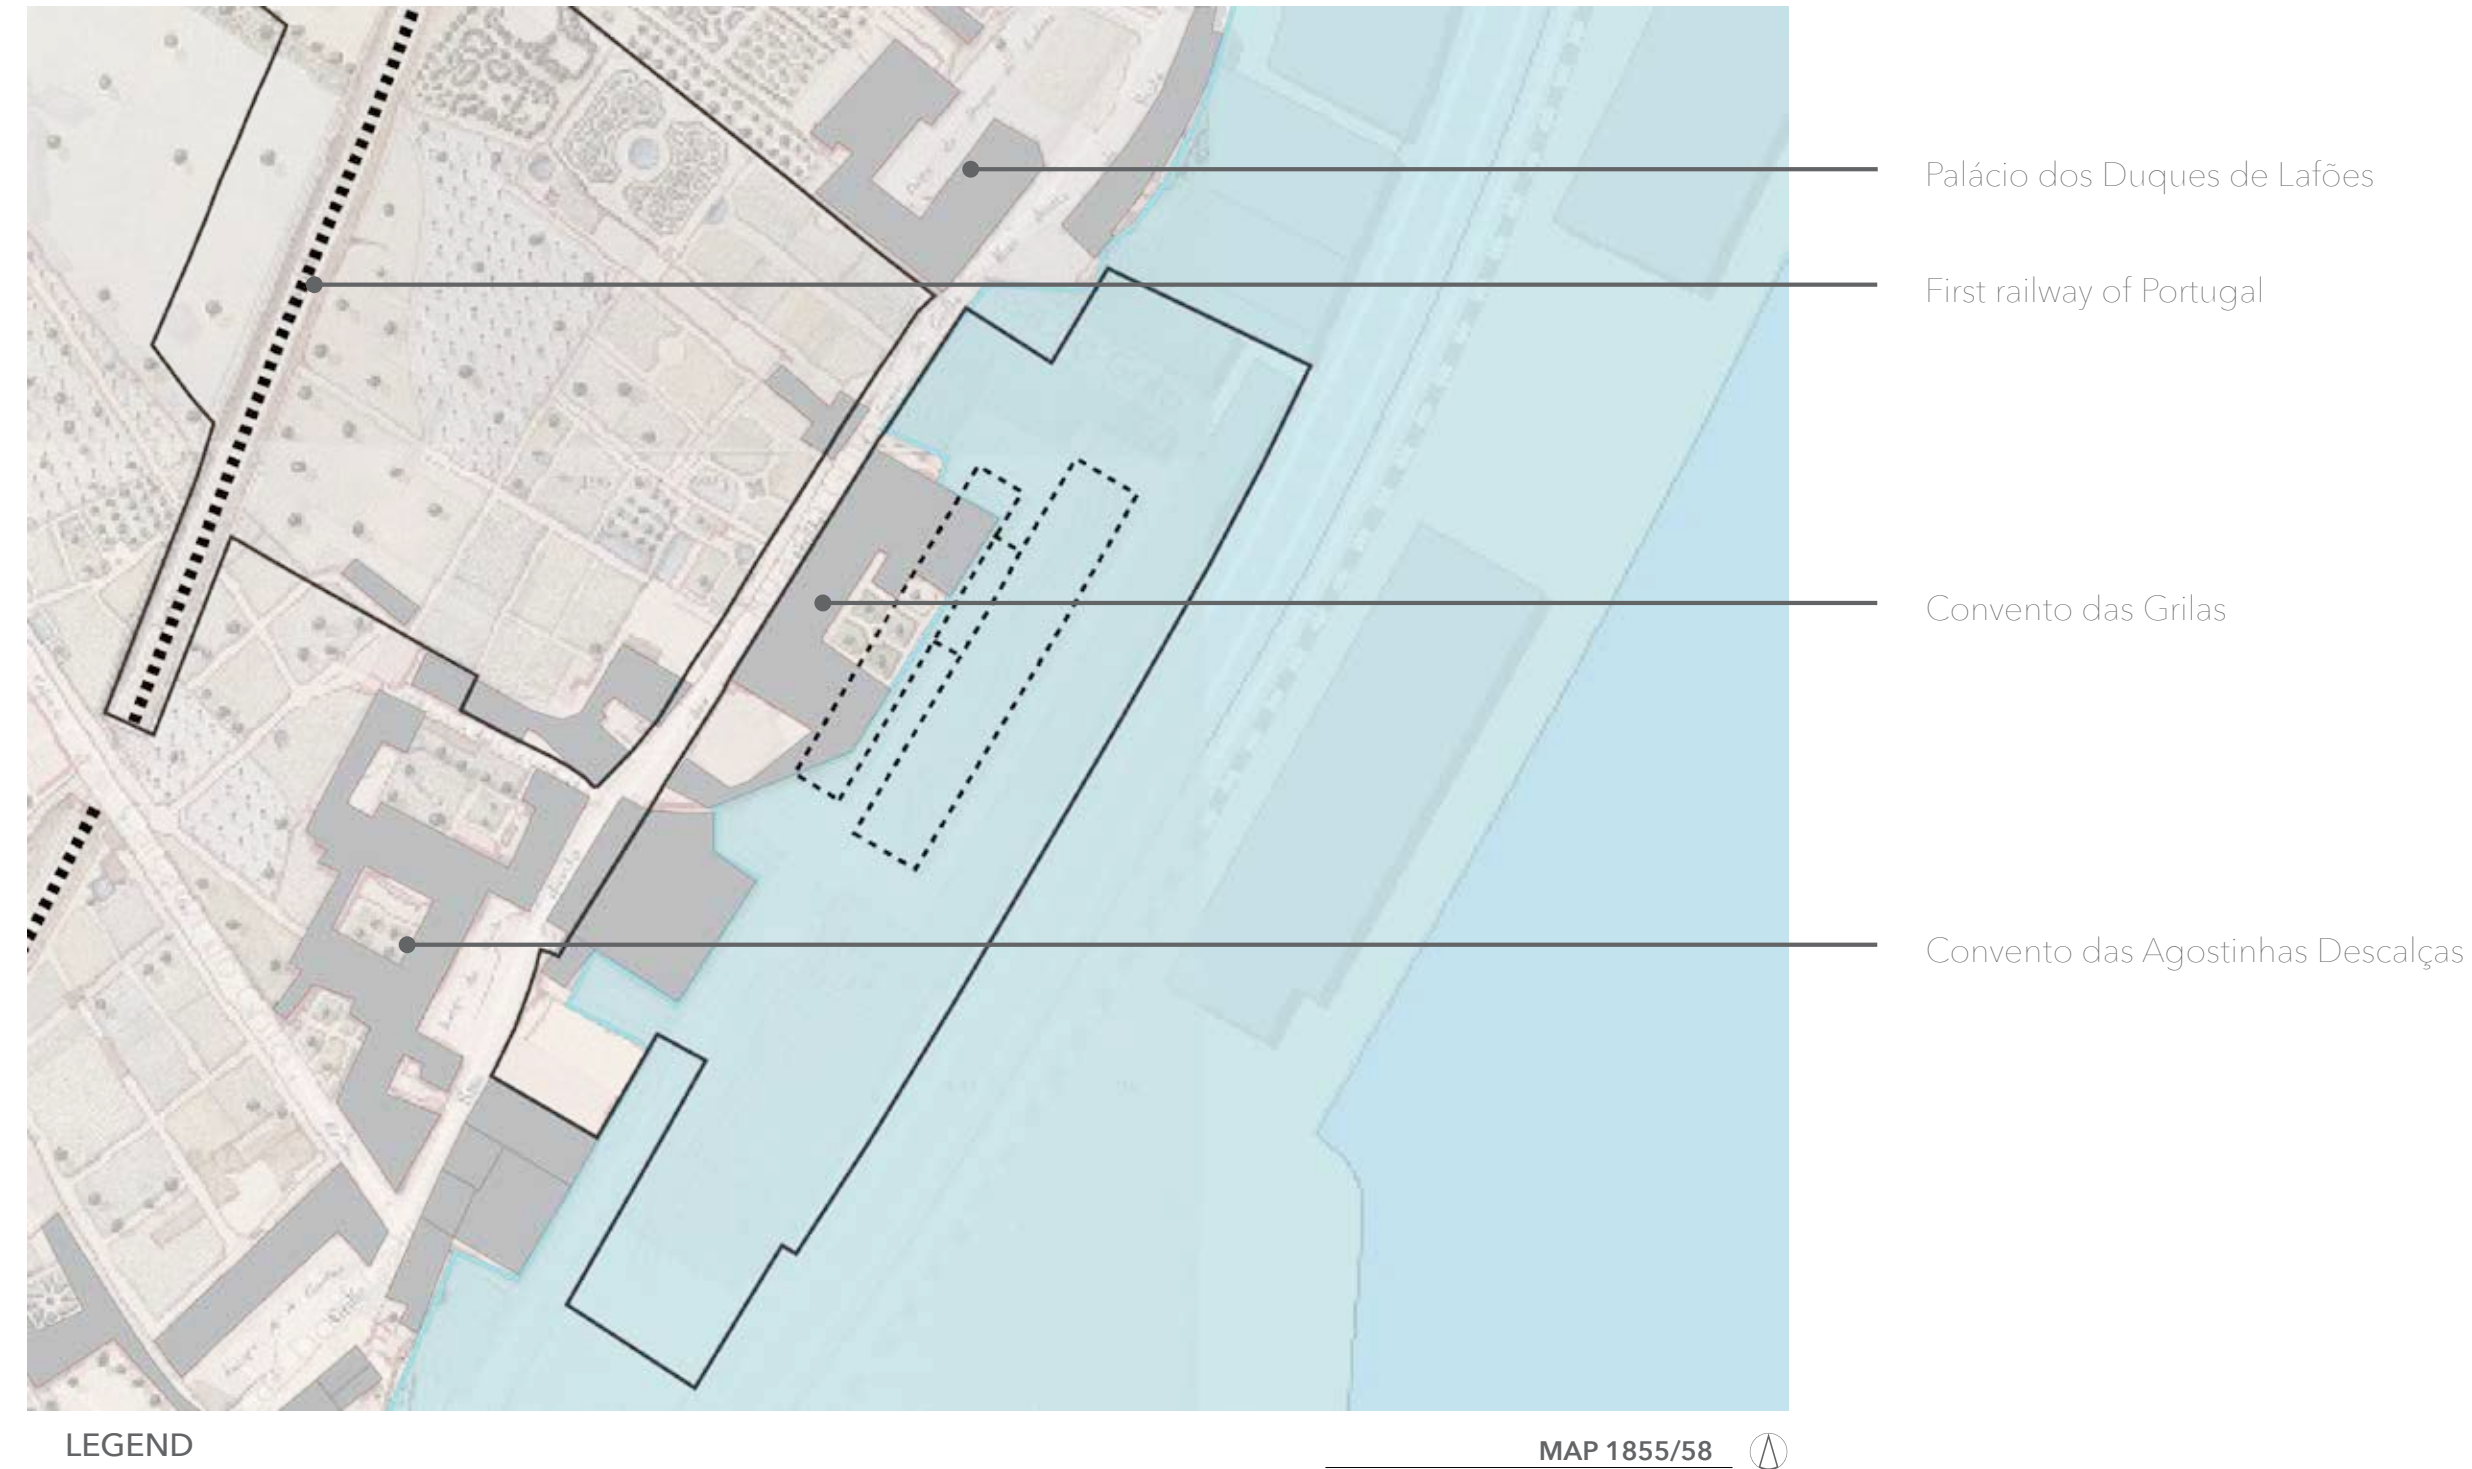 Palácio dos Duques de Lafões
First railway of Portugal
Convento das Grilas
Convento das Agostinhas Descalças
LEGEND
MAP 1855/58